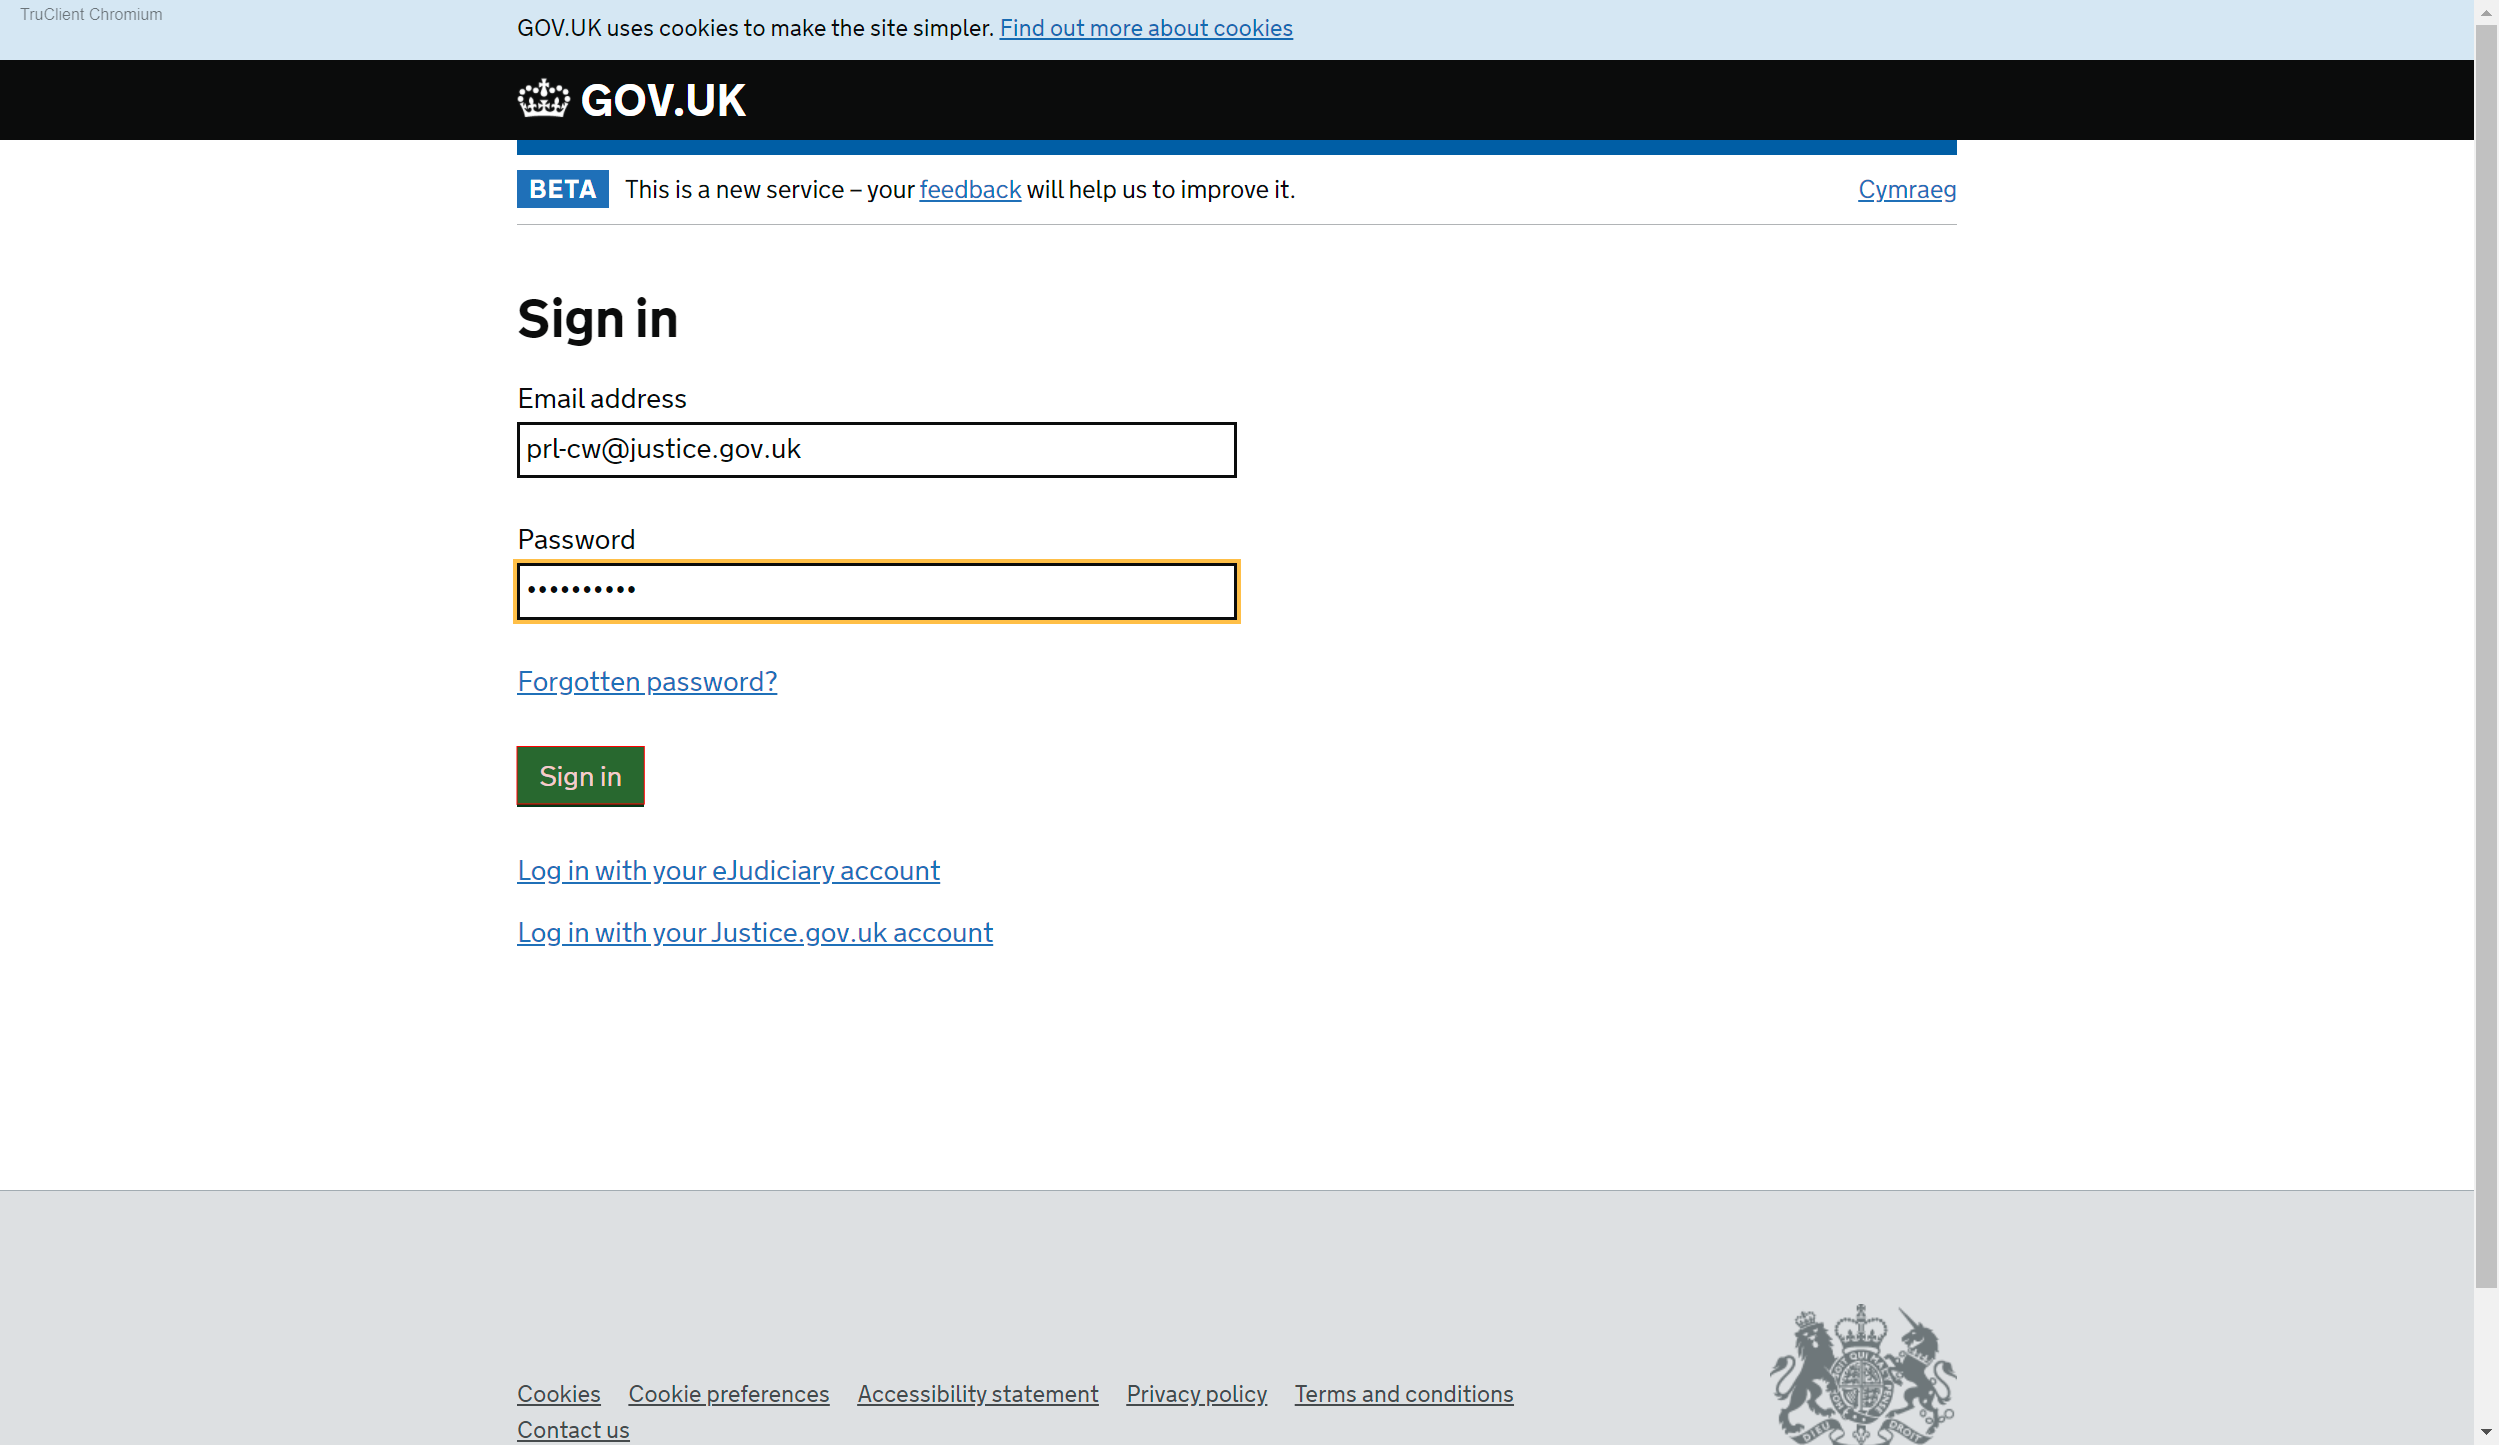 TruClient Chromium
GOV.UK uses cookies to make the site simpler. Find out more about cookies
GOV.UK
BETA This is a new service – your feedback will help us to improve it. Cymraeg
Sign in
Email address
prl-cw@justice.gov.uk
Password
••••••••••
Forgotten password?
Sign in
Log in with your eJudiciary account
Log in with your Justice.gov.uk account
Cookies Cookie preferences Accessibility statement Privacy policy Terms and conditions
Contact us
DIEU DROIT